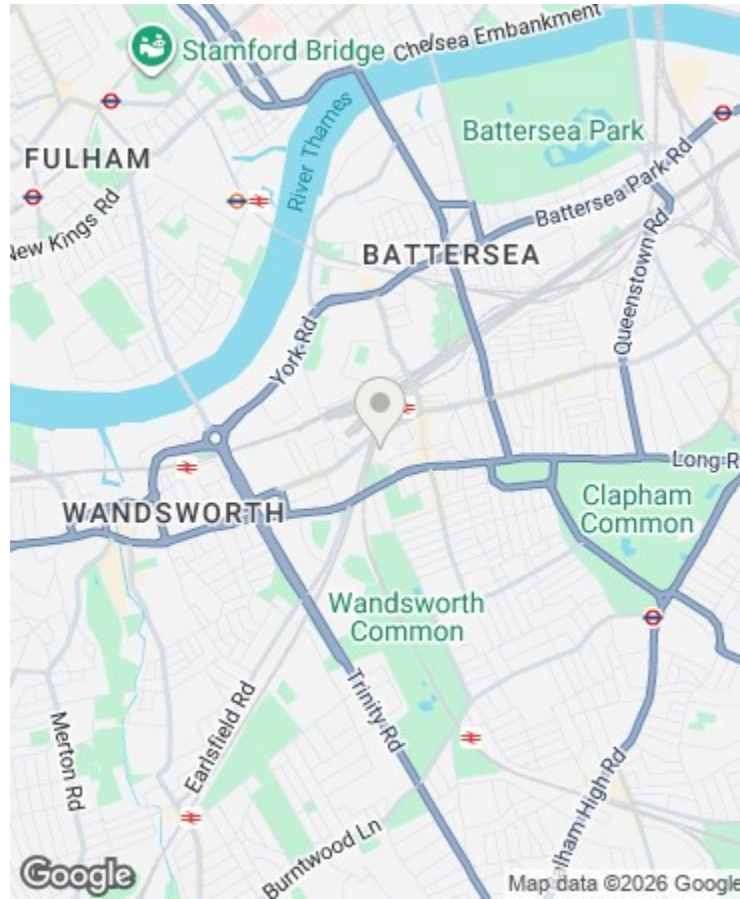 Stamford Bridge
Chelsea Embankment
River Thames
Battersea Park
FULHAM
New Kings Rd
Battersea Park Rd
BATTERSEA
Queenstown Rd
York Rd
Long R
WANDSWORTH
Clapham
Common
Wandsworth
Common
Trinity Rd
Earlsfield Rd
Merton Rd
Balham High Rd
Burntwood Ln
Google
Map data ©2026 Google